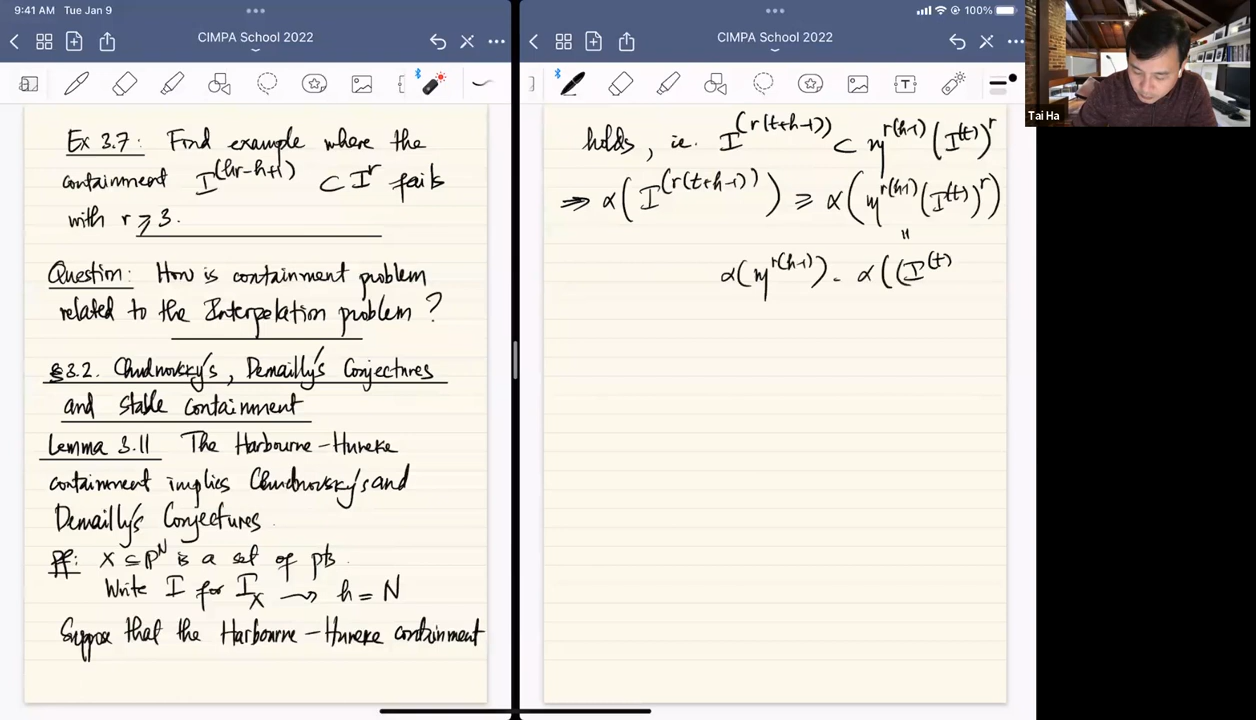 9:41 AM Tue Jan 9
CIMPA School 2022
Ex 3.7: Find example where the
containment I^(hr-h+1) ⊂ I^r fails
with r ≥ 3.
Question: How is containment problem
related to the Interpolation problem?
§3.2. Chudnovsky's, Demailly's Conjectures
and stable containment
Lemma 3.11 The Harbourne-Huneke
containment implies Chudnovsky's and
Demailly's Conjectures.
Pf: X ⊆ P^N is a set of pts.
Write I for I_X → h = N
Suppose that the Harbourne-Huneke containment
100%
CIMPA School 2022
T
holds, ie. I^(r(t+h-1)) ⊂ m^{r(h-1)} (I^(t))^r
⇒ α(I^(r(t+h-1))) ≥ α(m^{r(h-1)} (I^(t))^r)
=
α(m^{r(h-1)}) - α((I^(t)
Tai Ha